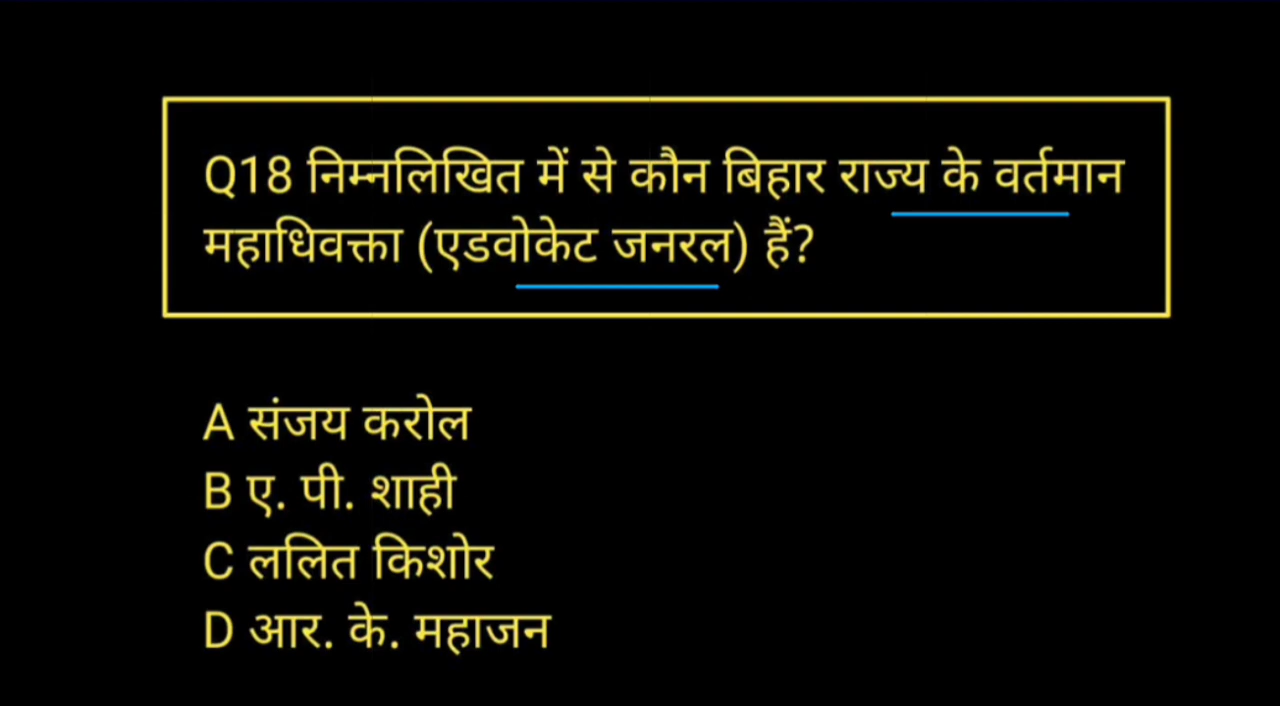 Q18 निम्नलिखित में से कौन बिहार राज्य के वर्तमान
महाधिवक्ता (एडवोकेट जनरल) हैं?
A संजय करोल
B ए. पी. शाही
C ललित किशोर
D आर. के. महाजन